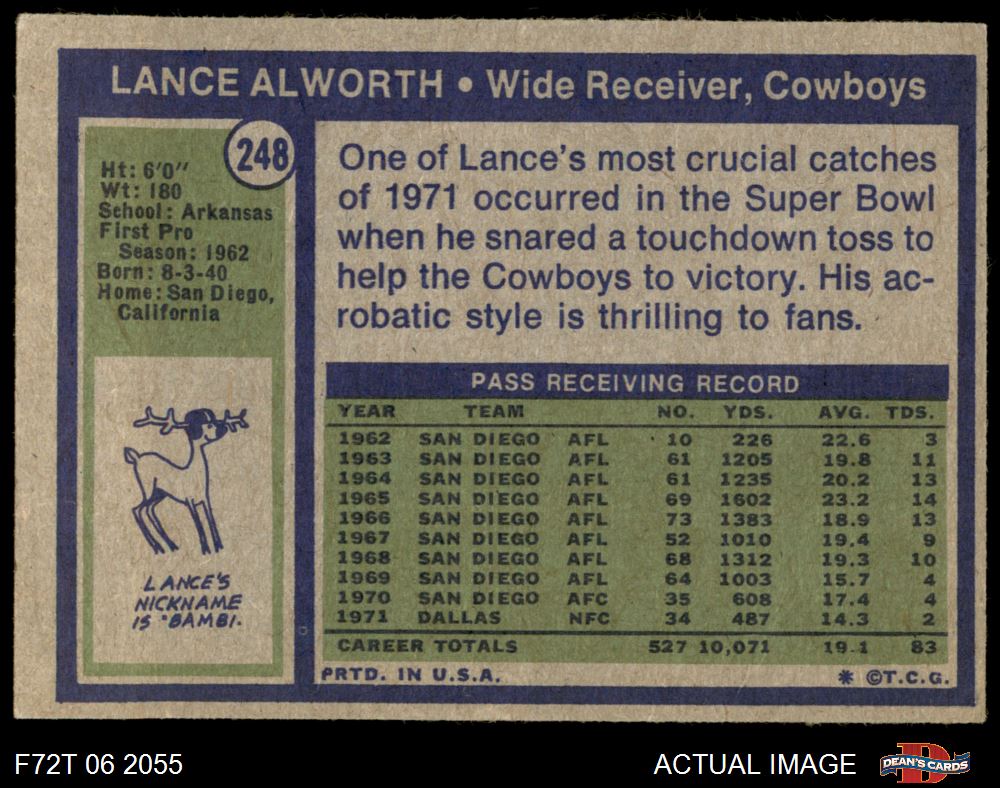 LANCE ALWORTH • Wide Receiver, Cowboys
248
Ht: 6'0"
Wt: 180
School: Arkansas
First Pro
Season: 1962
Born: 8-3-40
Home: San Diego,
California
LANCE'S
NICKNAME
IS "BAMBI.
One of Lance's most crucial catches
of 1971 occurred in the Super Bowl
when he snared a touchdown toss to
help the Cowboys to victory. His ac-
robatic style is thrilling to fans.
PASS RECEIVING RECORD
YEAR TEAM NO. YDS. AVG. TDS.
1962 SAN DIEGO AFL 10 226 22.6 3
1963 SAN DIEGO AFL 61 1205 19.8 11
1964 SAN DIEGO AFL 61 1235 20.2 13
1965 SAN DIEGO AFL 69 1602 23.2 14
1966 SAN DIEGO AFL 73 1383 18.9 13
1967 SAN DIEGO AFL 52 1010 19.4 9
1968 SAN DIEGO AFL 68 1312 19.3 10
1969 SAN DIEGO AFL 64 1003 15.7 4
1970 SAN DIEGO AFC 35 608 17.4 4
1971 DALLAS NFC 34 487 14.3 2
CAREER TOTALS 527 10,071 19.1 83
PRTD. IN U.S.A. * ©T.C.G.
F72T 06 2055 ACTUAL IMAGE D DEAN'S CARDS